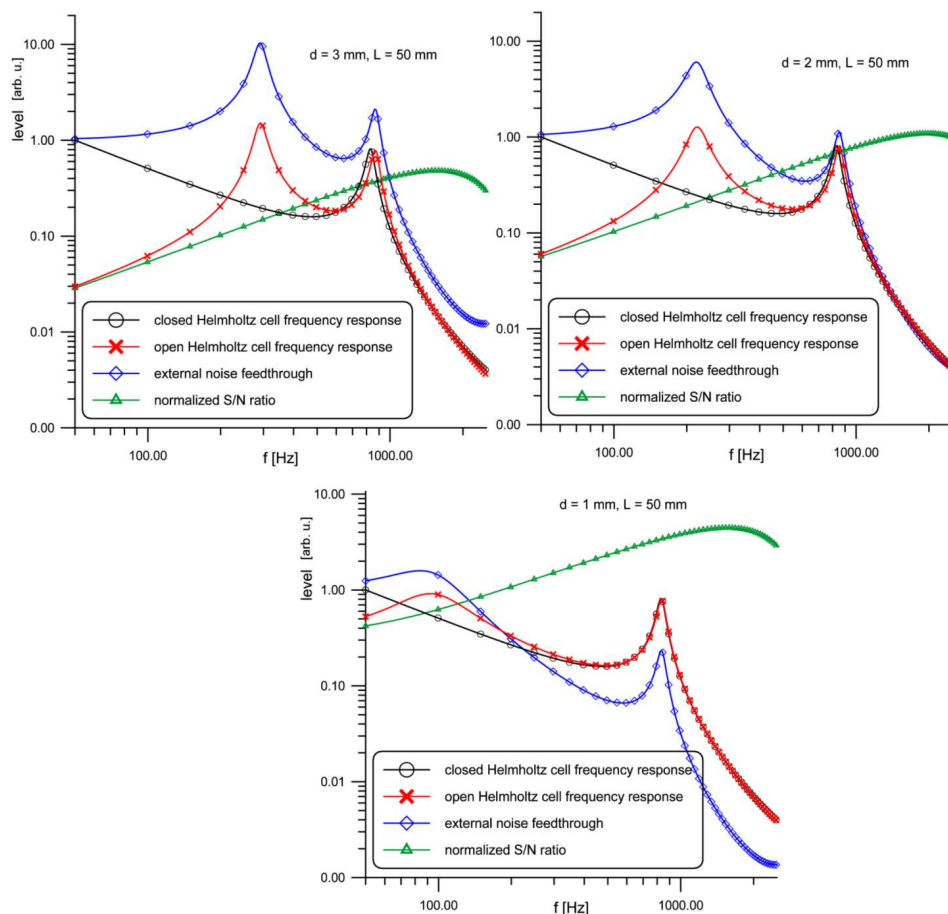 d = 3 mm, L = 50 mm
level [arb. u.]
10.00
1.00
0.10
0.01
0.00
closed Helmholtz cell frequency response
open Helmholtz cell frequency response
external noise feedthrough
normalized S/N ratio
100.00
1000.00
f [Hz]
d = 2 mm, L = 50 mm
level [arb. u.]
10.00
1.00
0.10
0.01
0.00
closed Helmholtz cell frequency response
open Helmholtz cell frequency response
external noise feedthrough
normalized S/N ratio
100.00
1000.00
f [Hz]
d = 1 mm, L = 50 mm
level [arb. u.]
10.00
1.00
0.10
0.01
0.00
closed Helmholtz cell frequency response
open Helmholtz cell frequency response
external noise feedthrough
normalized S/N ratio
100.00
1000.00
f [Hz]